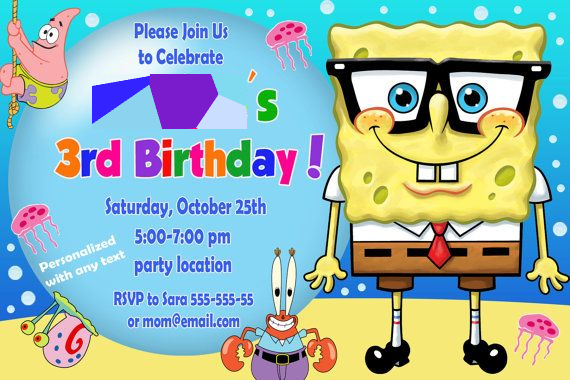 Please Join Us
to Celebrate
´s
3rd Birthday!
Saturday, October 25th
5:00-7:00 pm
party location
RSVP to Sara 555-555-55
or mom@email.com
Personalized
with any text